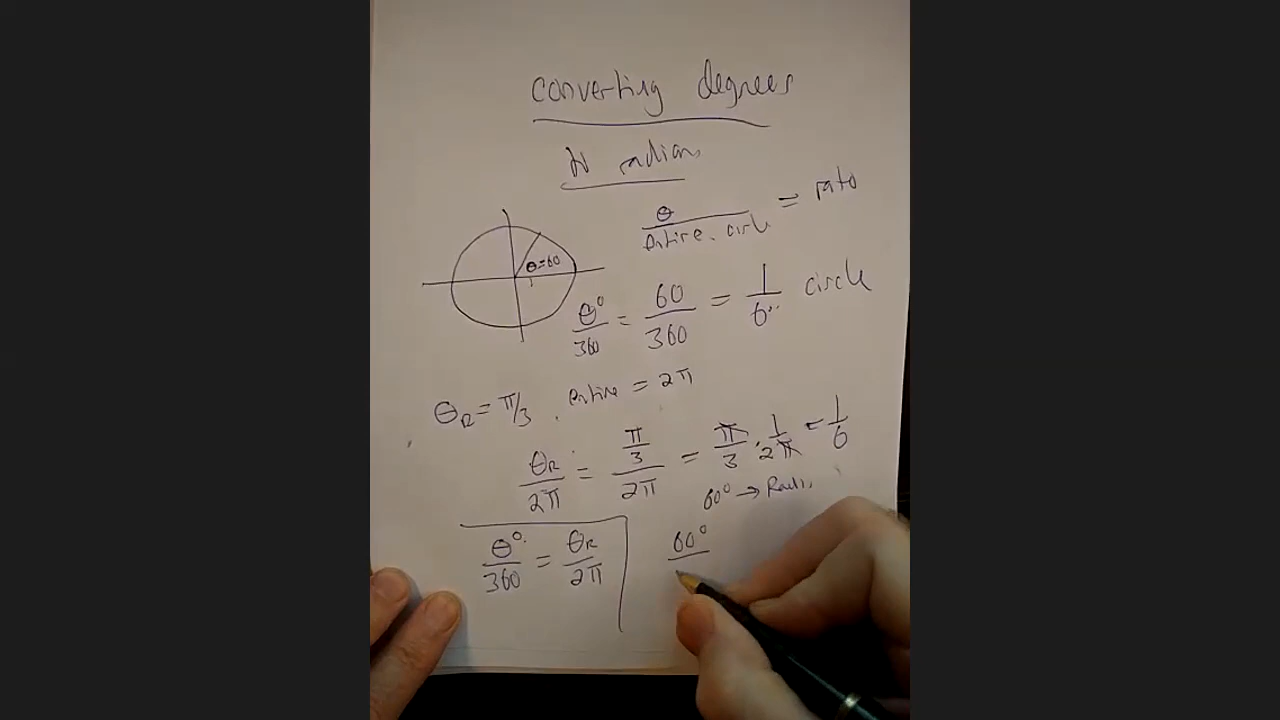 converting degrees
to radians
θ / entire circle = ratio
θ=60
θ° / 360 = 60 / 360 = 1 / 6 circle
θR = π/3, entire = 2π
θR / 2π = (π / 3) / 2π = π / 3 · 1 / 2π = 1 / 6
60° → Radi
θ° / 360 = θR / 2π
60°